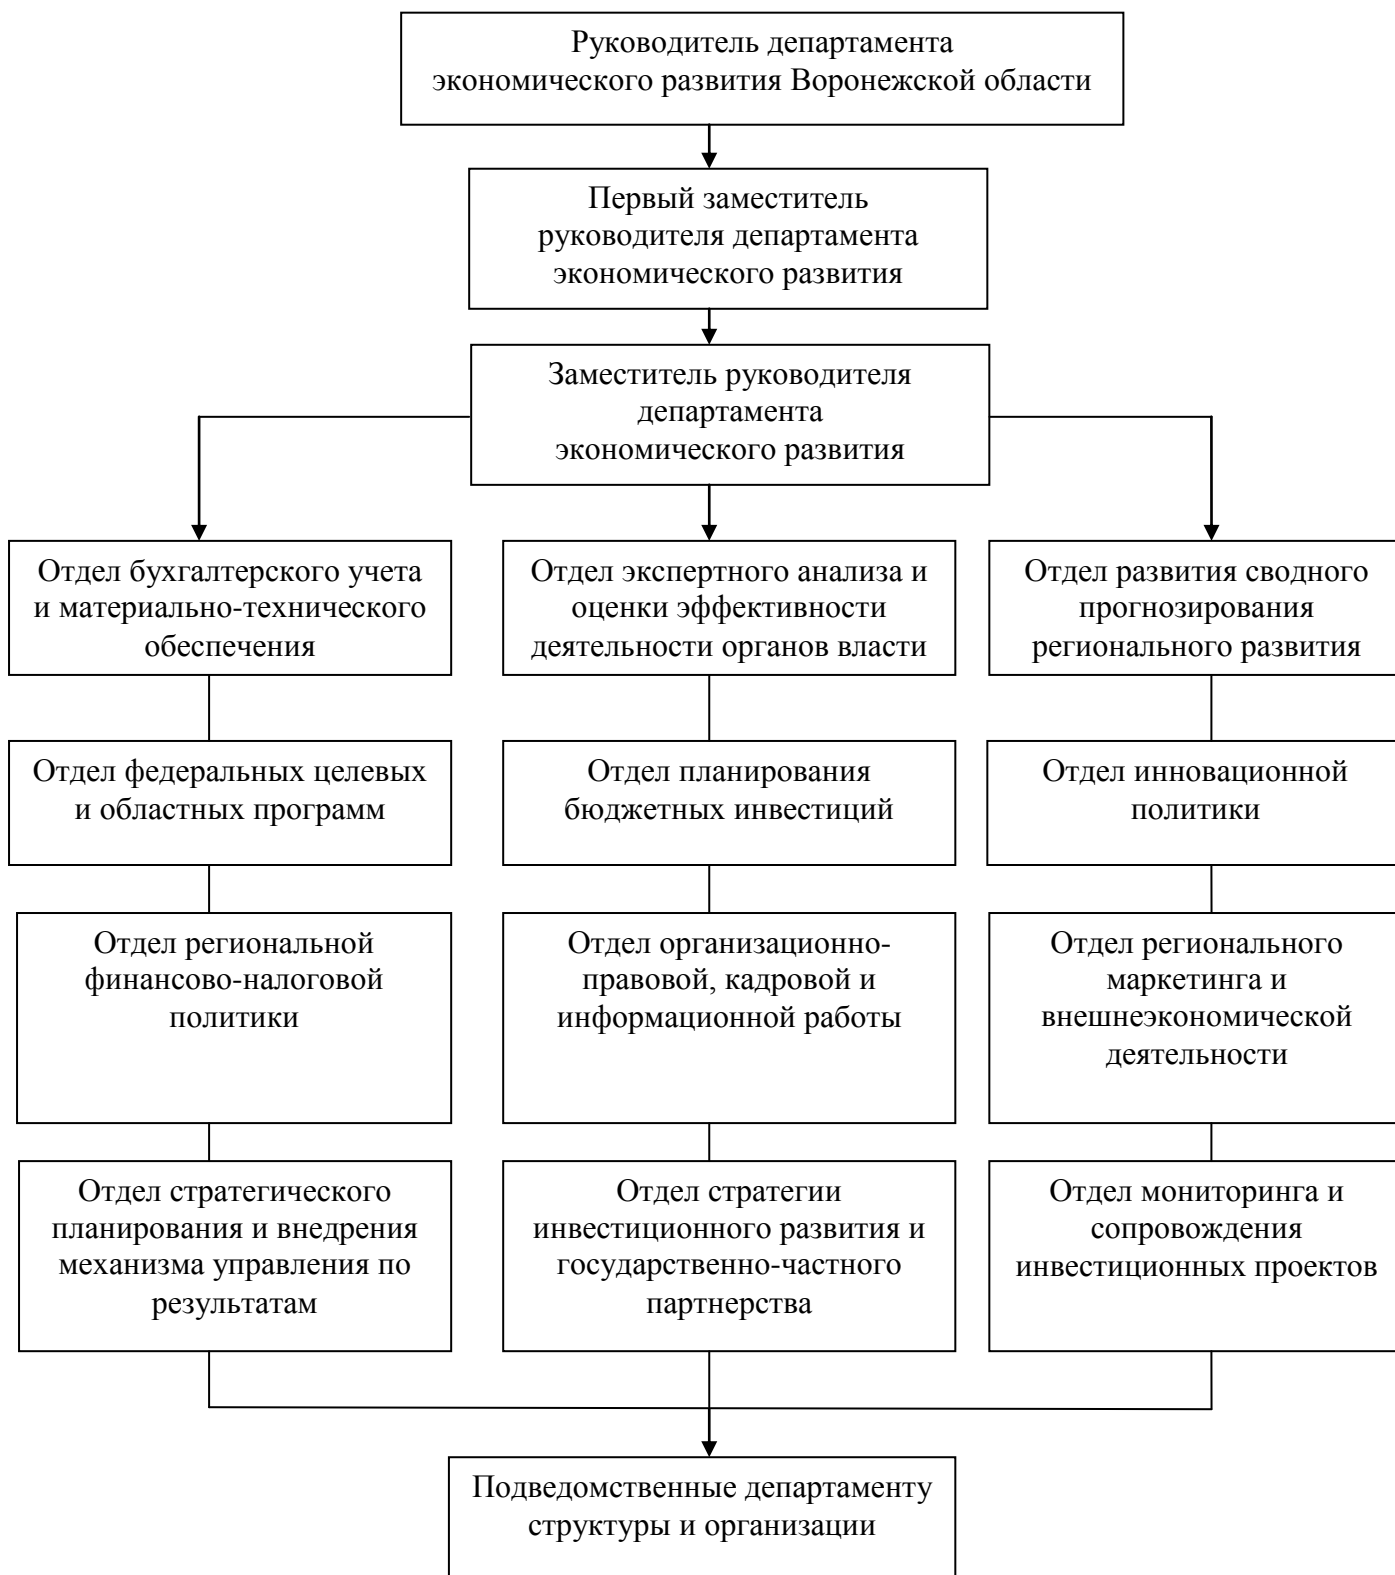 Руководитель департамента
экономического развития Воронежской области
Первый заместитель
руководителя департамента
экономического развития
Заместитель руководителя
департамента
экономического развития
Отдел бухгалтерского учета
и материально-технического
обеспечения
Отдел экспертного анализа и
оценки эффективности
деятельности органов власти
Отдел развития сводного
прогнозирования
регионального развития
Отдел федеральных целевых
и областных программ
Отдел планирования
бюджетных инвестиций
Отдел инновационной
политики
Отдел региональной
финансово-налоговой
политики
Отдел организационно-
правовой, кадровой и
информационной работы
Отдел регионального
маркетинга и
внешнеэкономической
деятельности
Отдел стратегического
планирования и внедрения
механизма управления по
результатам
Отдел стратегии
инвестиционного развития и
государственно-частного
партнерства
Отдел мониторинга и
сопровождения
инвестиционных проектов
Подведомственные департаменту
структуры и организации